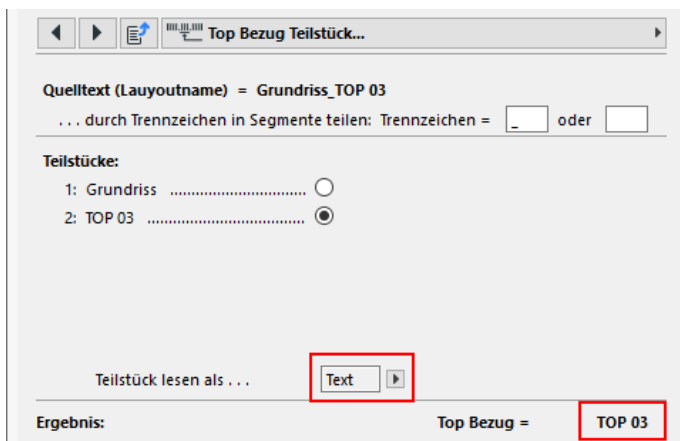 Top Bezug Teilstück...
Quelltext (Lauyoutname) = Grundriss_TOP 03
. . . durch Trennzeichen in Segmente teilen: Trennzeichen = _ oder
Teilstücke:
1: Grundriss ................................
2: TOP 03 .....................................
Teilstück lesen als . . . Text
Ergebnis: Top Bezug = TOP 03